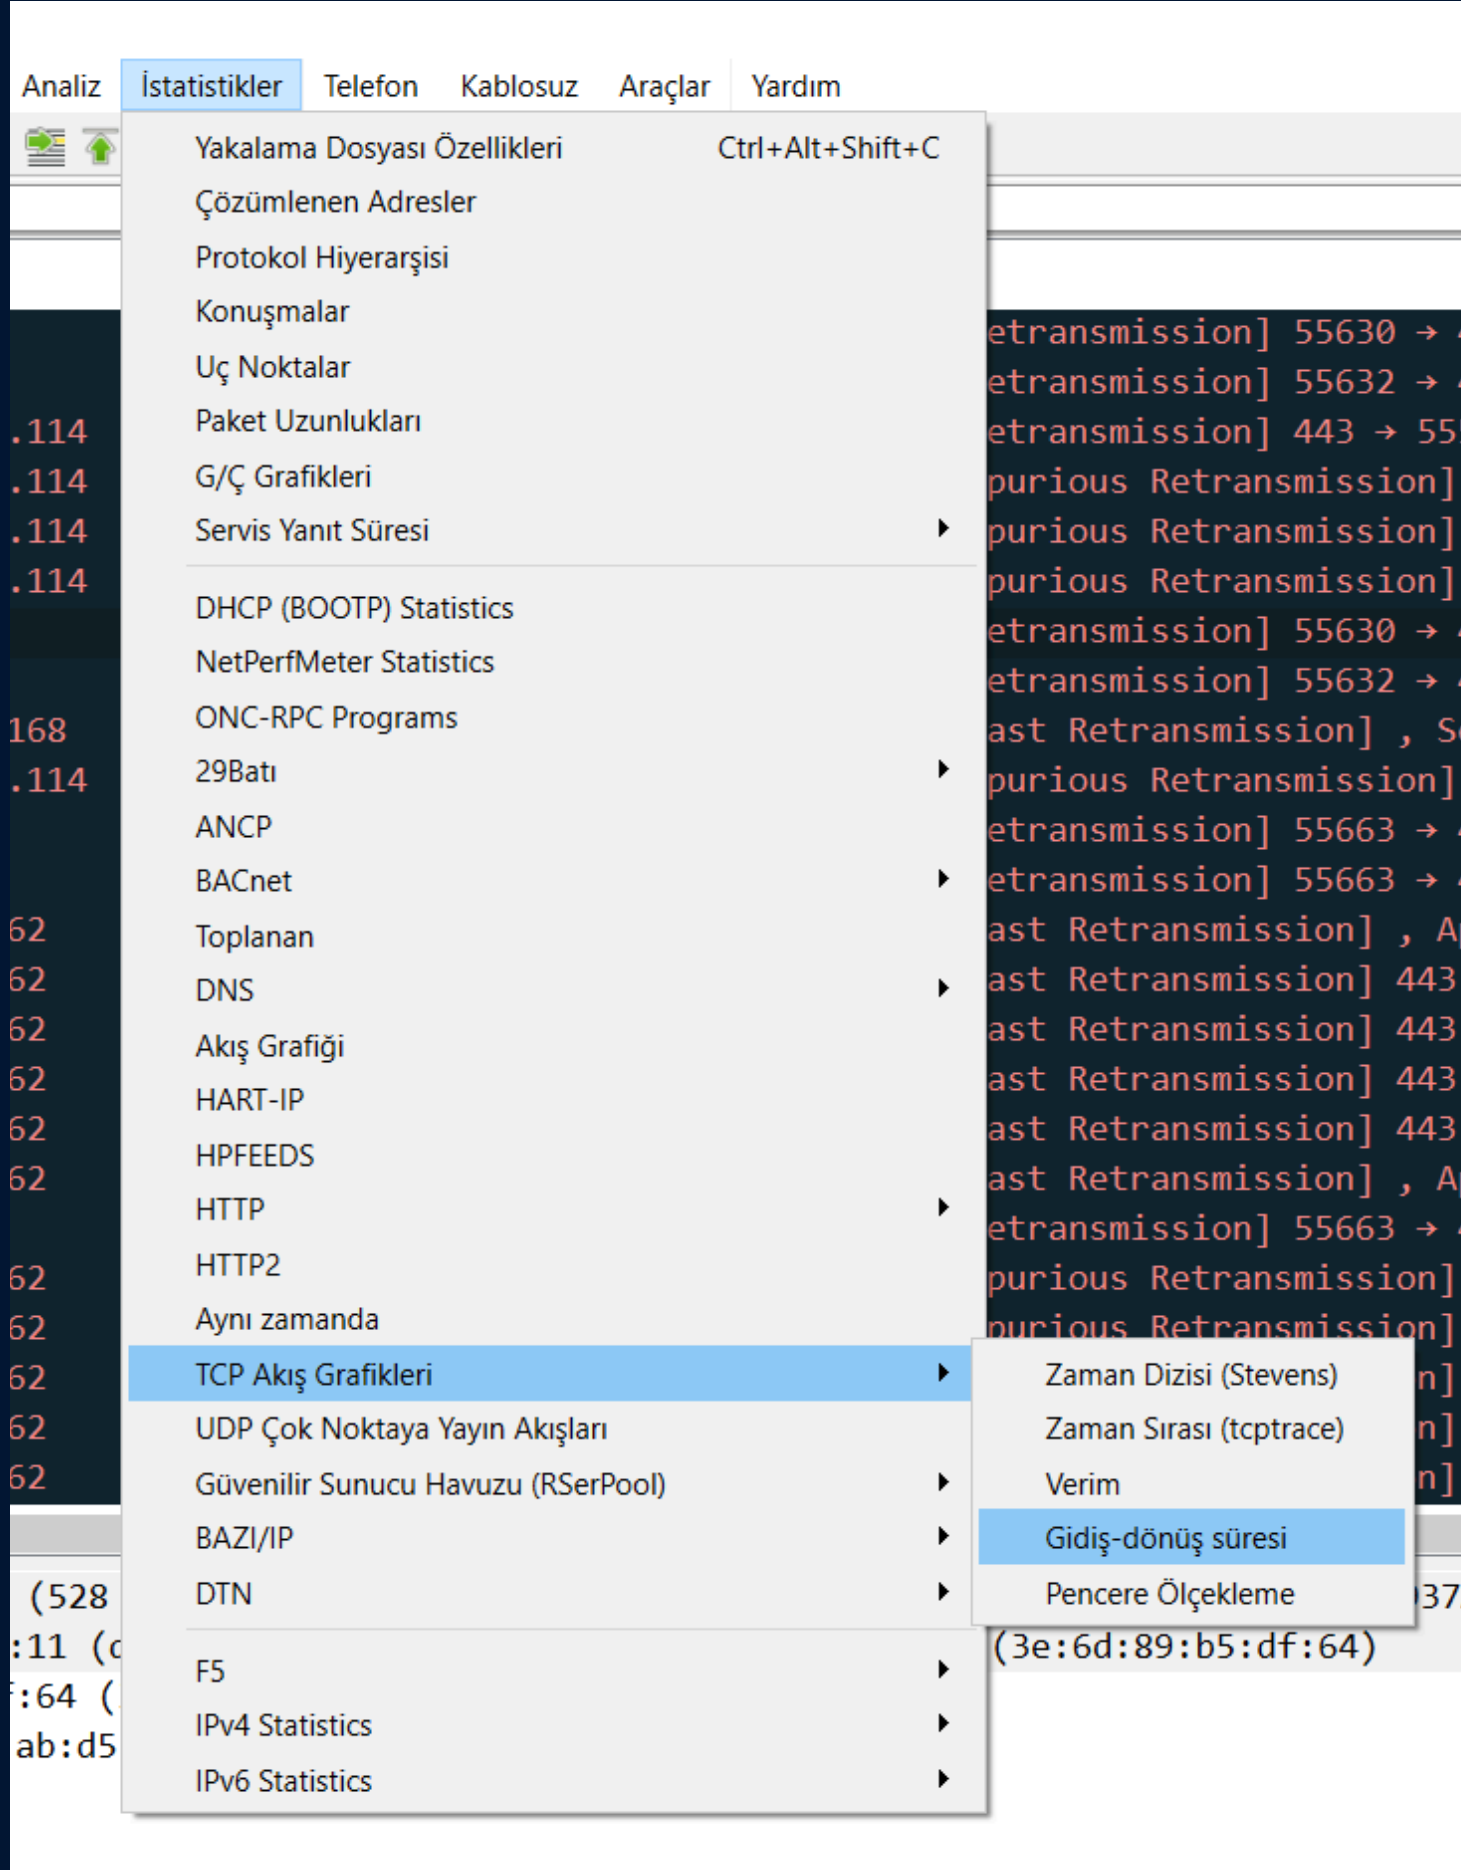 Analiz İstatistikler Telefon Kablosuz Araçlar Yardım
Yakalama Dosyası Özellikleri Ctrl+Alt+Shift+C
Çözümlenen Adresler
Protokol Hiyerarşisi
Konuşmalar
Uç Noktalar
Paket Uzunlukları
G/Ç Grafikleri
Servis Yanıt Süresi
DHCP (BOOTP) Statistics
NetPerfMeter Statistics
ONC-RPC Programs
29Batı
ANCP
BACnet
Toplanan
DNS
Akış Grafiği
HART-IP
HPFEEDS
HTTP
HTTP2
Aynı zamanda
TCP Akış Grafikleri
UDP Çok Noktaya Yayın Akışları
Güvenilir Sunucu Havuzu (RSerPool)
BAZI/IP
DTN
F5
IPv4 Statistics
IPv6 Statistics
Zaman Dizisi (Stevens)
Zaman Sırası (tcptrace)
Verim
Gidiş-dönüş süresi
Pencere Ölçekleme
.114
.114
.114
.114
168
.114
62
62
62
62
62
62
62
62
62
62
62
etransmission] 55630 →
etransmission] 55632 →
etransmission] 443 → 55
purious Retransmission]
purious Retransmission]
purious Retransmission]
etransmission] 55630 →
etransmission] 55632 →
ast Retransmission] , S
purious Retransmission]
etransmission] 55663 →
etransmission] 55663 →
ast Retransmission] , A
ast Retransmission] 443
ast Retransmission] 443
ast Retransmission] 443
ast Retransmission] 443
ast Retransmission] , A
etransmission] 55663 →
purious Retransmission]
purious Retransmission]
n]
n]
n]
(528
37
:11 (
(3e:6d:89:b5:df:64)
:64 (
ab:d5